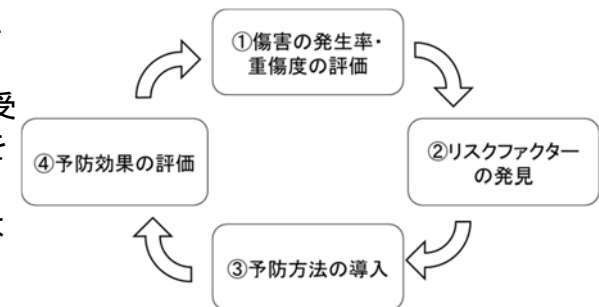 ①傷害の発生率・
重傷度の評価
②リスクファクター
の発見
③予防方法の導入
④予防効果の評価
受